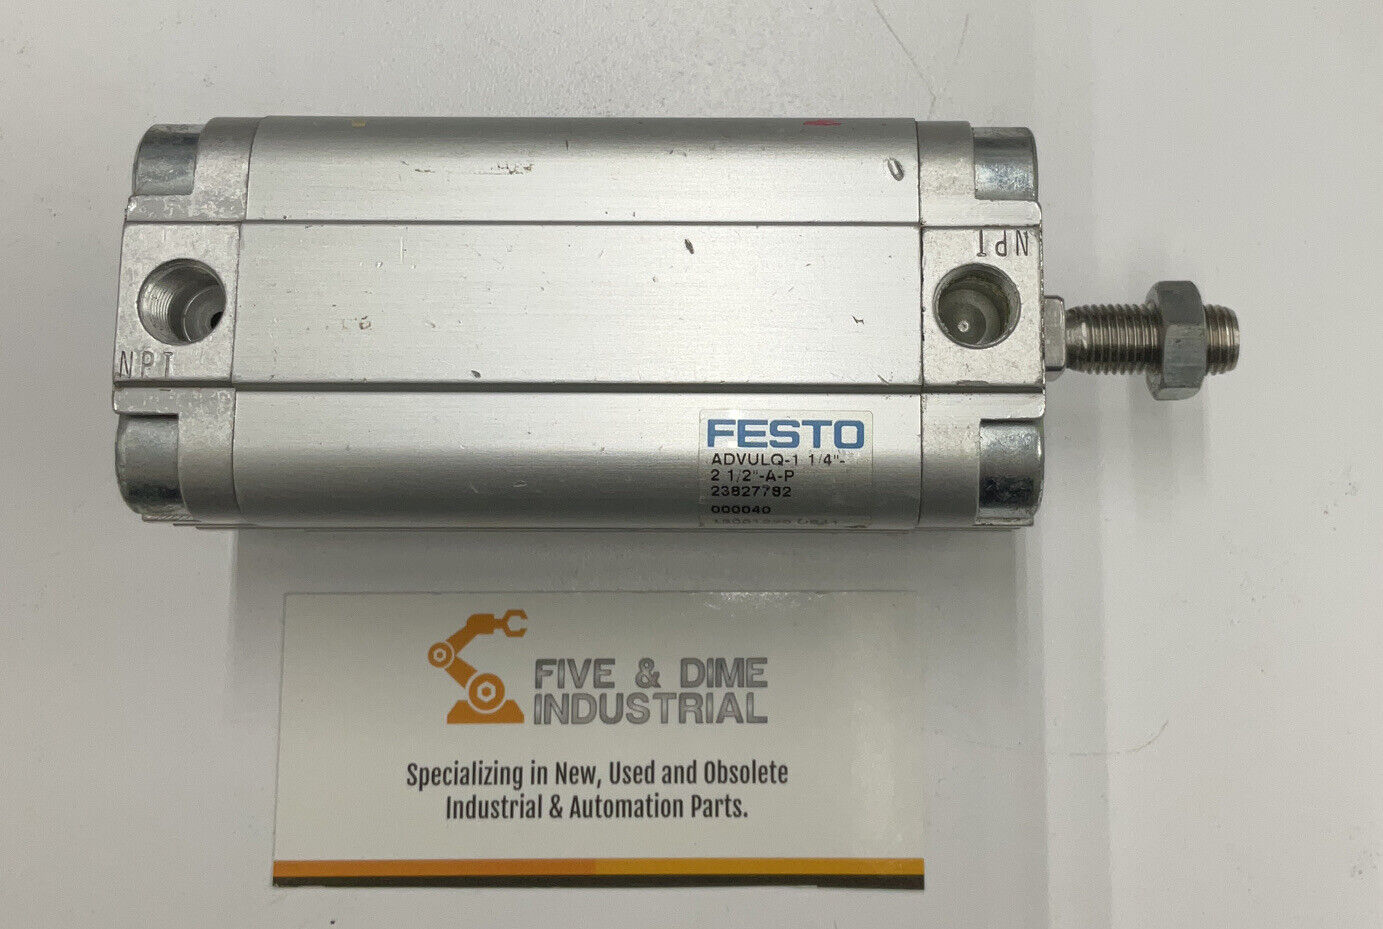 NPT
NPT
FESTO
ADVULQ-1 1/4"-
2 1/2"-A-P
23827782
000040
FIVE & DIME
INDUSTRIAL
Specializing in New, Used and Obsolete
Industrial & Automation Parts.